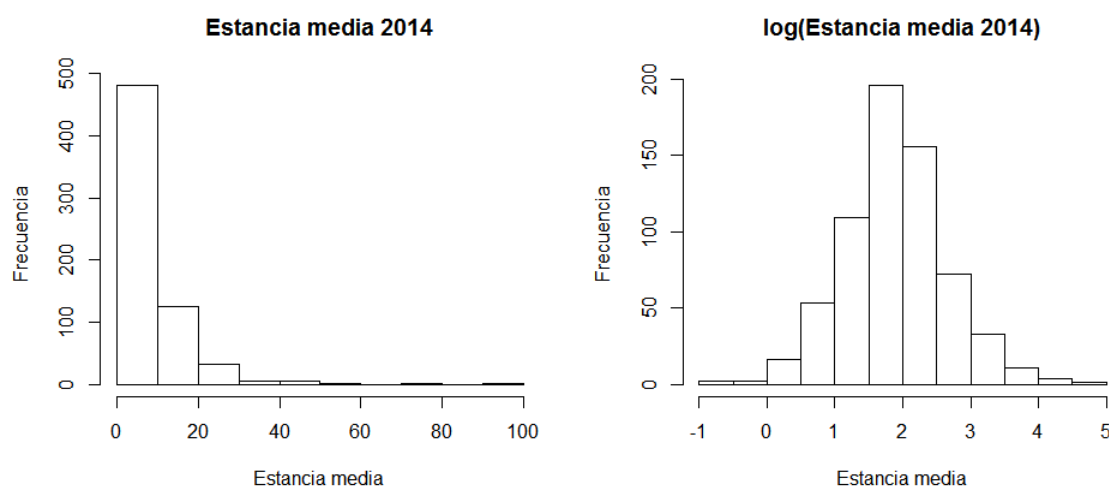 Estancia media 2014
Frecuencia
500
400
300
200
100
0
0 20 40 60 80 100
Estancia media
log(Estancia media 2014)
Frecuencia
200
150
100
50
0
-1 0 1 2 3 4 5
Estancia media